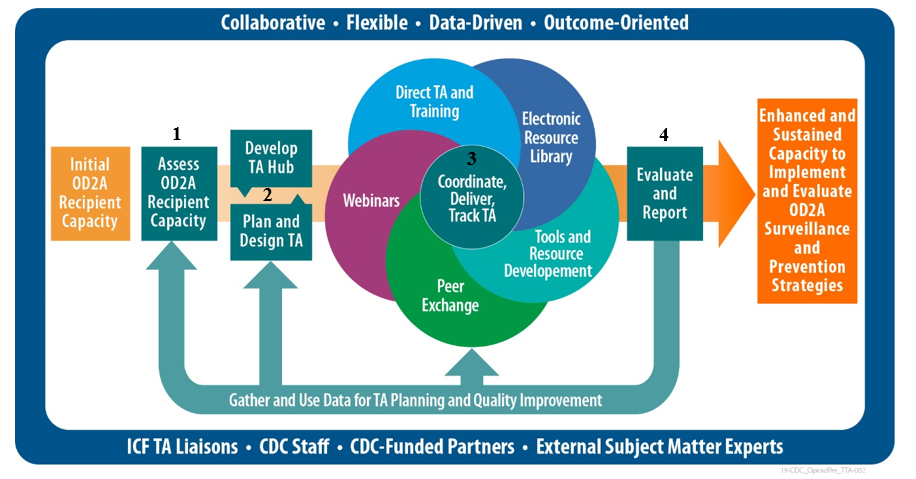 Collaborative • Flexible • Data-Driven • Outcome-Oriented
Initial
OD2A
Recipient
Capacity
1
Assess
OD2A
Recipient
Capacity
Develop
TA Hub
2
Plan and
Design TA
Direct TA and
Training
Electronic
Resource
Library
Webinars
3
Coordinate,
Deliver,
Track TA
Tools and
Resource
Developement
Peer
Exchange
4
Evaluate
and
Report
Enhanced and
Sustained
Capacity to
Implement
and Evaluate
OD2A
Surveillance
and
Prevention
Strategies
Gather and Use Data for TA Planning and Quality Improvement
ICF TA Liaisons • CDC Staff • CDC-Funded Partners • External Subject Matter Experts
19-CDC_OpioidPre_TTA-002